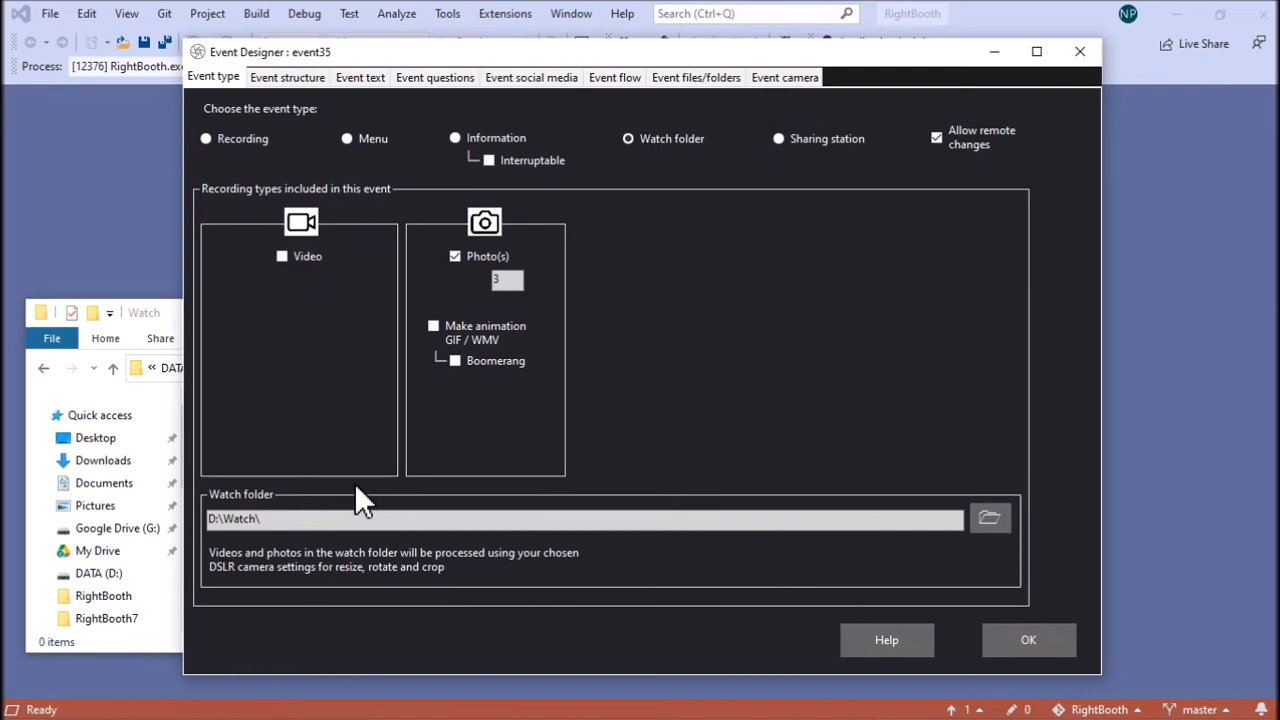 File Edit View Git Project Build Debug Test Analyze Tools Extensions Window Help Search (Ctrl+Q) RightBooth NP
Live Share
Process: [12376] RightBooth.exe
Event Designer : event35
Event type Event structure Event text Event questions Event social media Event flow Event files/folders Event camera
Choose the event type:
Recording Menu Information Watch folder Sharing station Allow remote
changes
Interruptable
Recording types included in this event
Video Photo(s)
3
Make animation
GIF / WMV
Boomerang
Watch folder
D:\Watch\
Videos and photos in the watch folder will be processed using your chosen
DSLR camera settings for resize, rotate and crop
Help OK
Watch
File Home Share
« DATA
Quick access
Desktop
Downloads
Documents
Pictures
Google Drive (G:)
My Drive
DATA (D:)
RightBooth
RightBooth7
0 items
Ready 1 0 RightBooth master